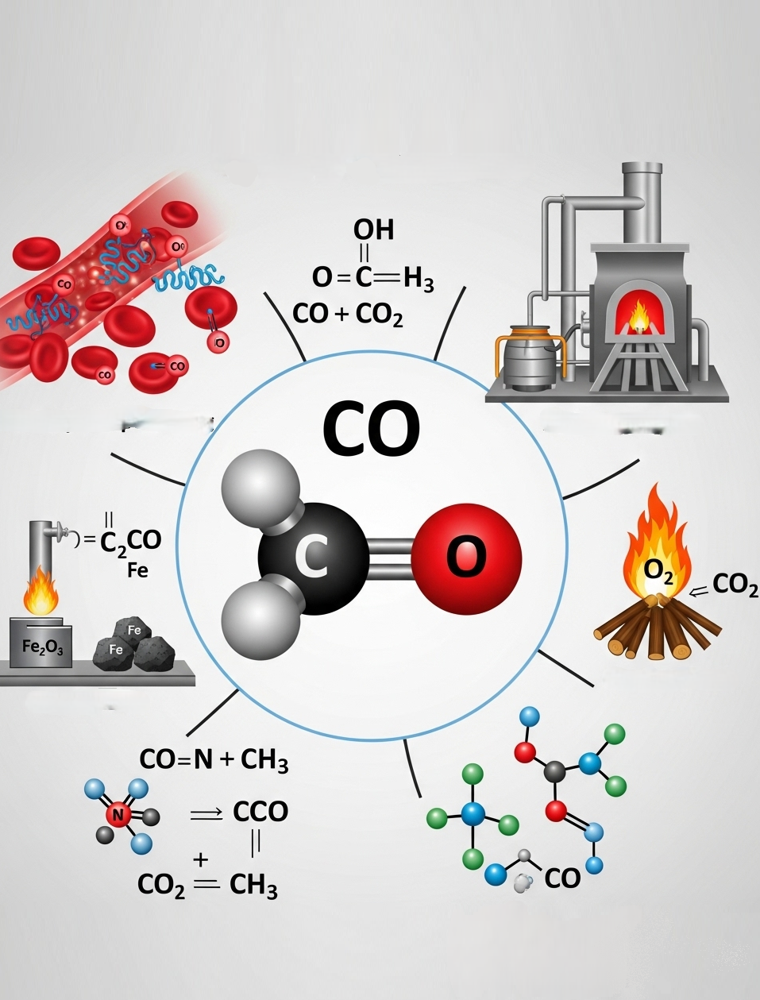 OH
O=C=H3
CO + CO2
O
CO
CO
CO
O
CO
C
O
=C2CO
Fe
Fe2O3
Fe
Fe
O2
CO2
CO=N + CH3
N
CCO
+
CO2 = CH3
CO